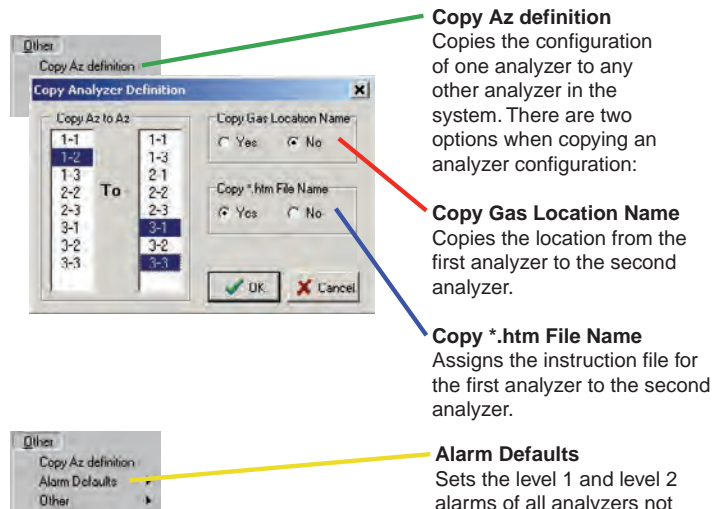 Other
Copy Az definition
Copy Analyzer Definition
Copy Az to Az
1-1
1-2
1-3
2-2
2-3
3-1
3-2
3-3
To
1-1
1-3
2-1
2-2
2-3
3-1
3-2
3-3
Copy Gas Location Name
Yes No
Copy *.htm File Name
Yes No
OK Cancel
Copy Az definition
Copies the configuration
of one analyzer to any
other analyzer in the
system. There are two
options when copying an
analyzer configuration:
Copy Gas Location Name
Copies the location from the
first analyzer to the second
analyzer.
Copy *.htm File Name
Assigns the instruction file for
the first analyzer to the second
analyzer.
Other
Copy Az definition
Alarm Defaults
Other
Alarm Defaults
Sets the level 1 and level 2
alarms of all analyzers not